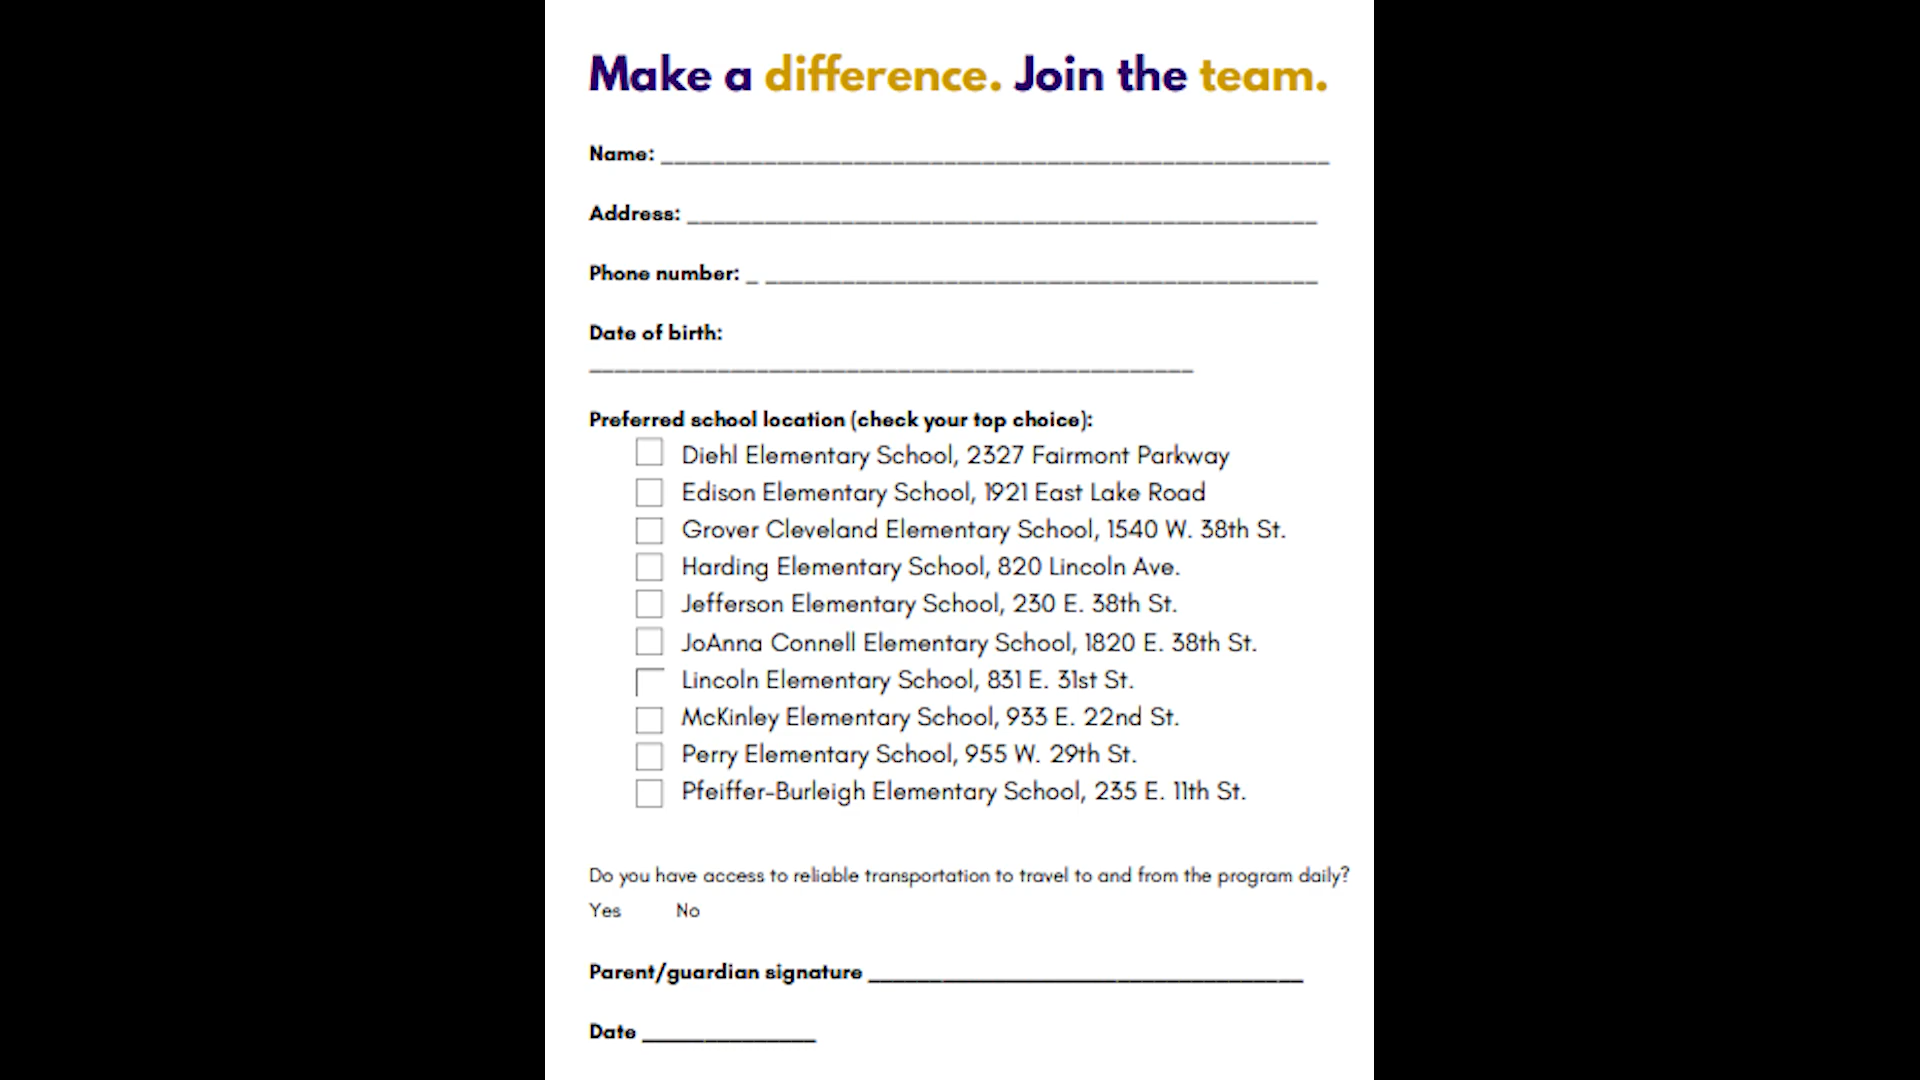 Make a difference. Join the team.
Name: ____________________________________________________
Address: _________________________________________________
Phone number: _ ___________________________________________
Date of birth:
_______________________________________________
Preferred school location (check your top choice):
Diehl Elementary School, 2327 Fairmont Parkway
Edison Elementary School, 1921 East Lake Road
Grover Cleveland Elementary School, 1540 W. 38th St.
Harding Elementary School, 820 Lincoln Ave.
Jefferson Elementary School, 230 E. 38th St.
JoAnna Connell Elementary School, 1820 E. 38th St.
Lincoln Elementary School, 831 E. 31st St.
McKinley Elementary School, 933 E. 22nd St.
Perry Elementary School, 955 W. 29th St.
Pfeiffer-Burleigh Elementary School, 235 E. 11th St.
Do you have access to reliable transportation to travel to and from the program daily?
Yes No
Parent/guardian signature ___________________________________
Date ______________